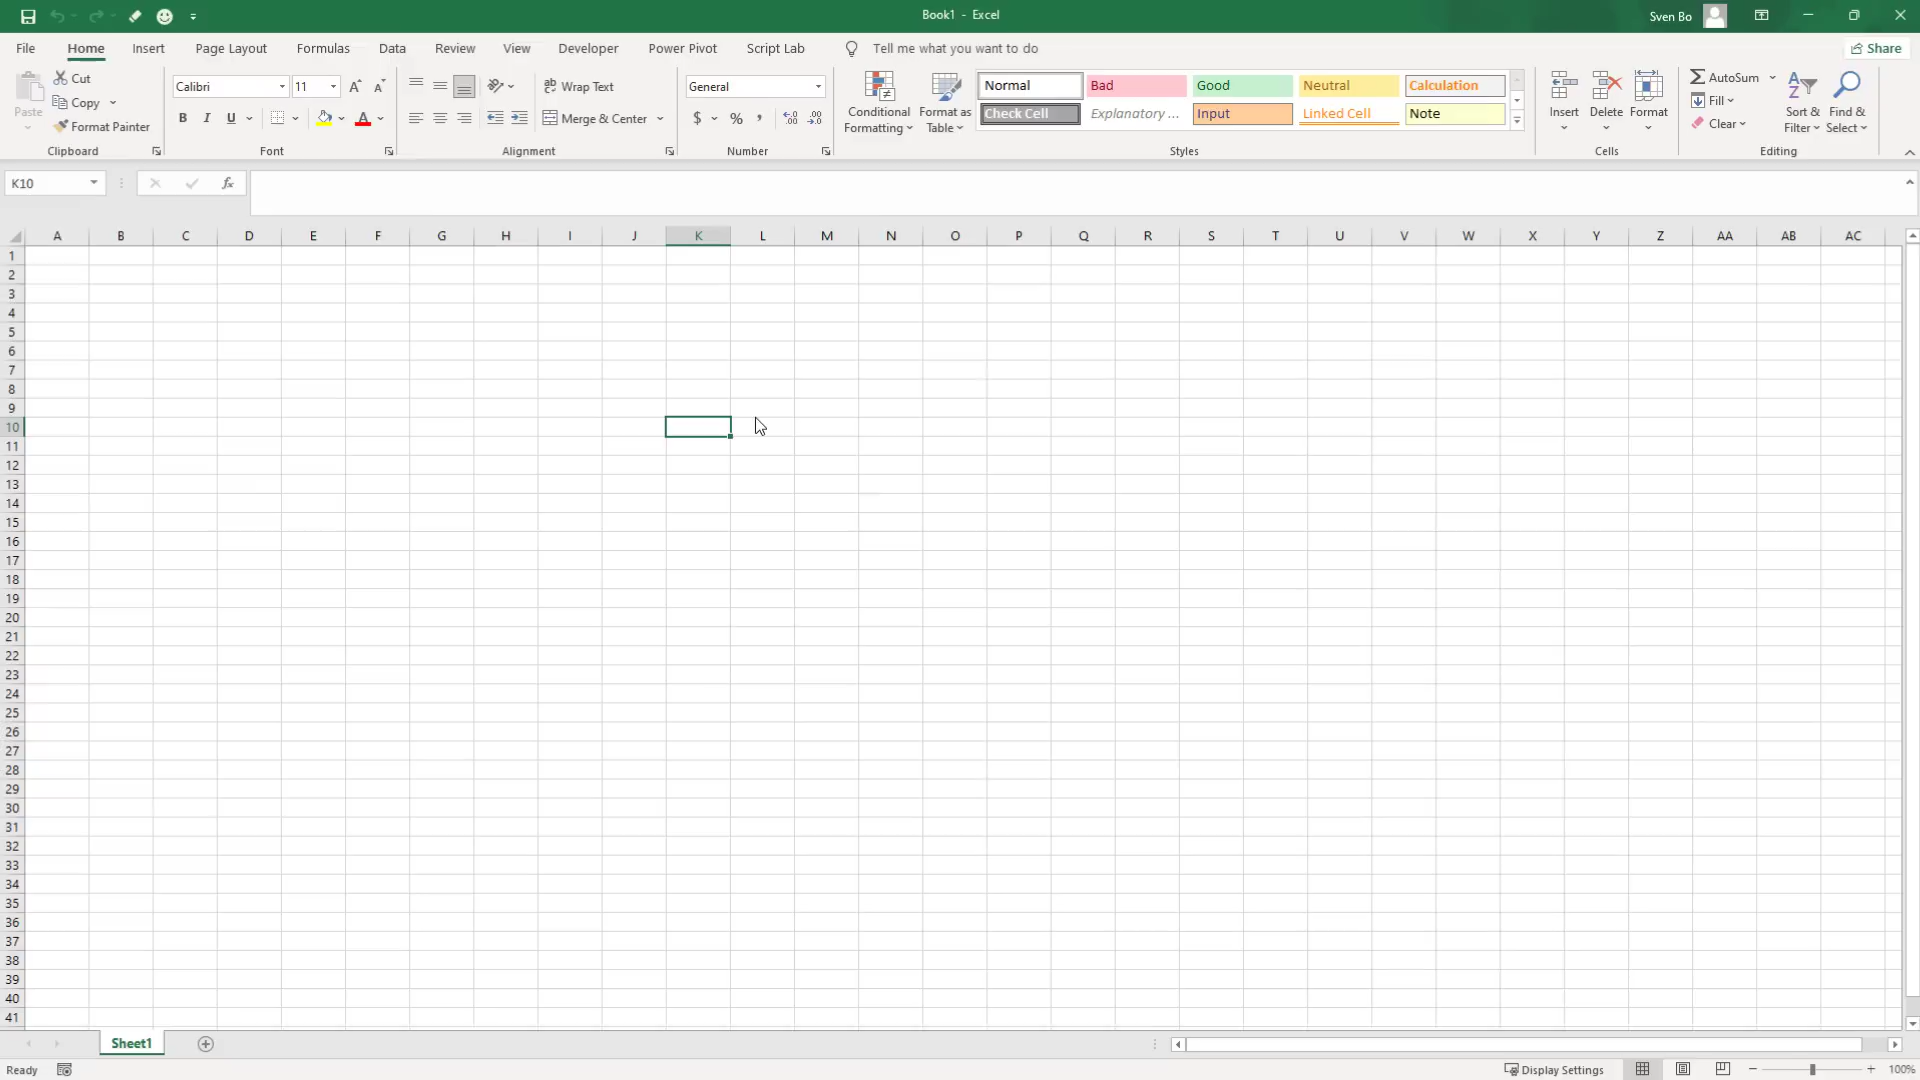 Book1 - Excel
Sven Bo
File Home Insert Page Layout Formulas Data Review View Developer Power Pivot Script Lab Tell me what you want to do Share
Paste
Cut
Copy
Format Painter
Clipboard
Calibri 11
B I U
Font
Wrap Text
Merge & Center
Alignment
General
$ % ,
Number
Conditional
Formatting
Format as
Table
Normal Bad Good Neutral Calculation
Check Cell Explanatory ... Input Linked Cell Note
Styles
Insert Delete Format
Cells
AutoSum
Fill
Clear
Sort &
Filter
Find &
Select
Editing
K10 fx
A B C D E F G H I J K L M N O P Q R S T U V W X Y Z AA AB AC
1
2
3
4
5
6
7
8
9
10
11
12
13
14
15
16
17
18
19
20
21
22
23
24
25
26
27
28
29
30
31
32
33
34
35
36
37
38
39
40
41
Sheet1
Ready Display Settings 100%